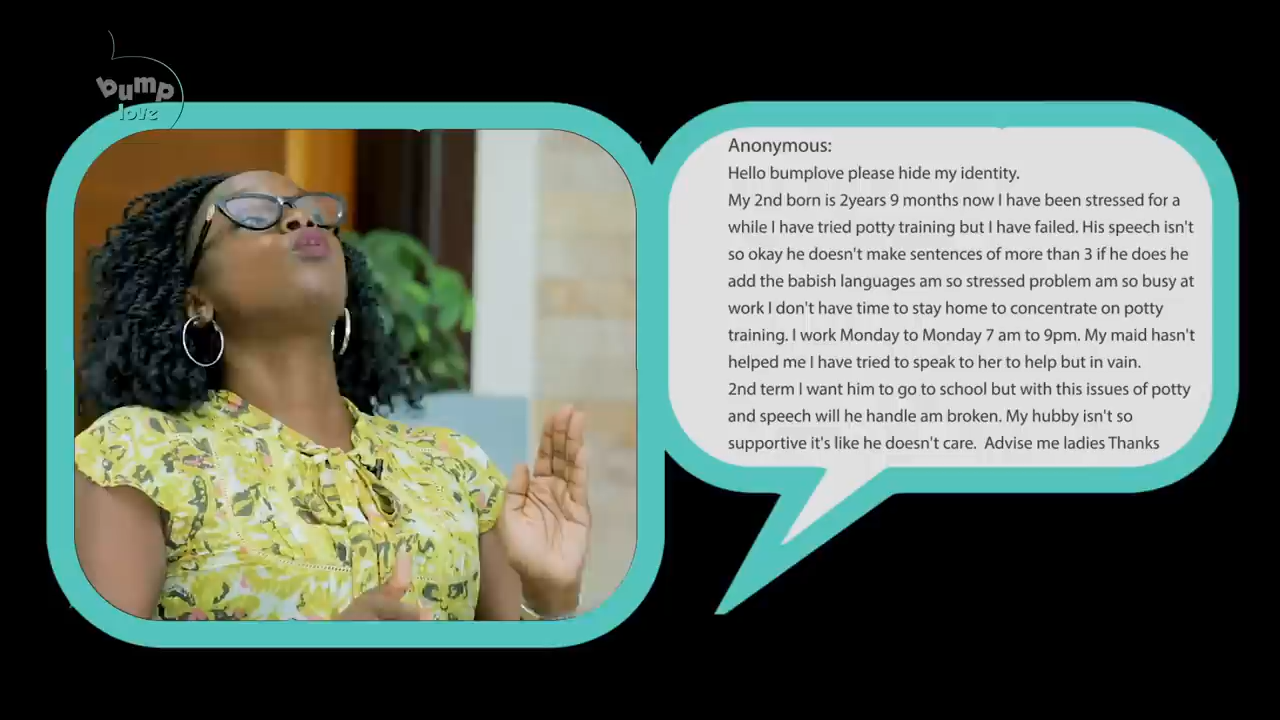 bump
love
Anonymous:
Hello bumplove please hide my identity.
My 2nd born is 2years 9 months now I have been stressed for a
while I have tried potty training but I have failed. His speech isn't
so okay he doesn't make sentences of more than 3 if he does he
add the babish languages am so stressed problem am so busy at
work I don't have time to stay home to concentrate on potty
training. I work Monday to Monday 7 am to 9pm. My maid hasn't
helped me I have tried to speak to her to help but in vain.
2nd term I want him to go to school but with this issues of potty
and speech will he handle am broken. My hubby isn't so
supportive it's like he doesn't care.  Advise me ladies Thanks